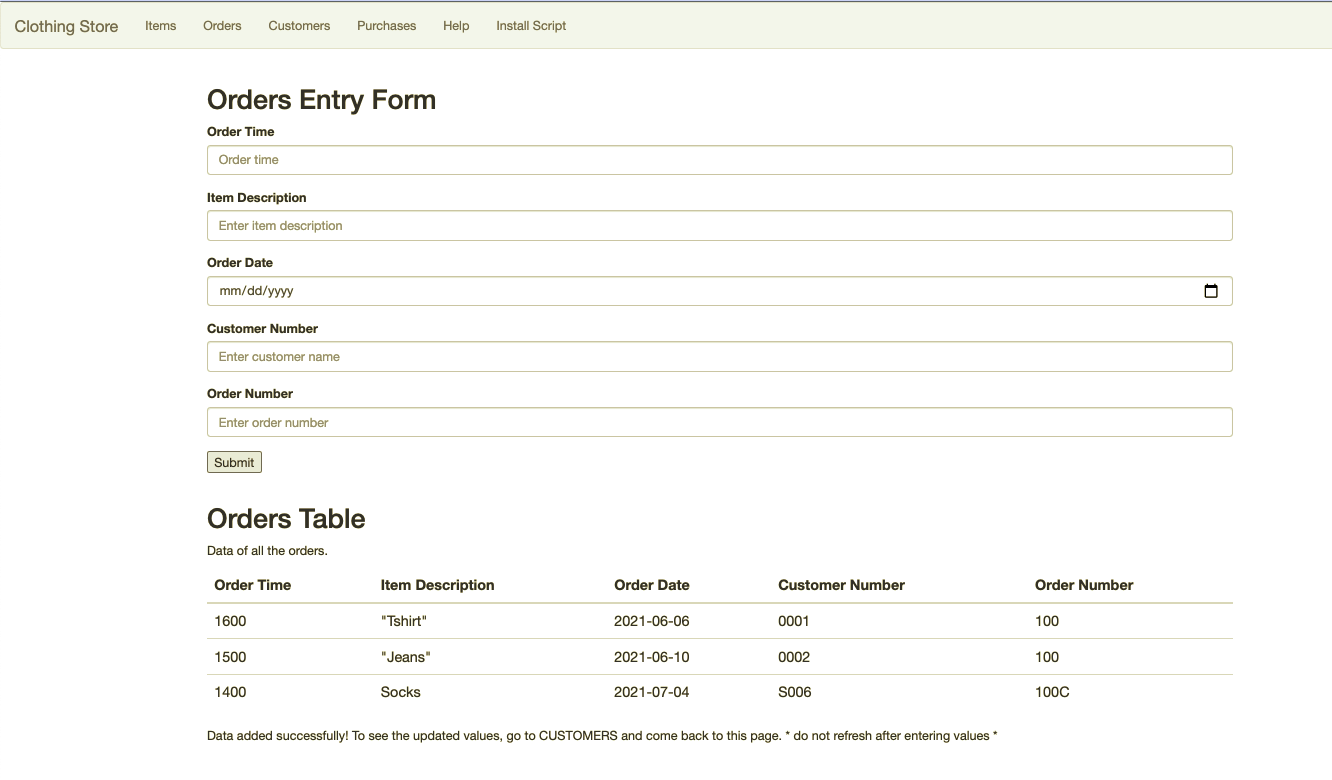 Clothing Store Items Orders Customers Purchases Help Install Script
Orders Entry Form
Order Time
Order time
Item Description
Enter item description
Order Date
mm/dd/yyyy
Customer Number
Enter customer name
Order Number
Enter order number
Submit
Orders Table
Data of all the orders.
Order Time Item Description Order Date Customer Number Order Number
1600 "Tshirt" 2021-06-06 0001 100
1500 "Jeans" 2021-06-10 0002 100
1400 Socks 2021-07-04 S006 100C
Data added successfully! To see the updated values, go to CUSTOMERS and come back to this page. * do not refresh after entering values *